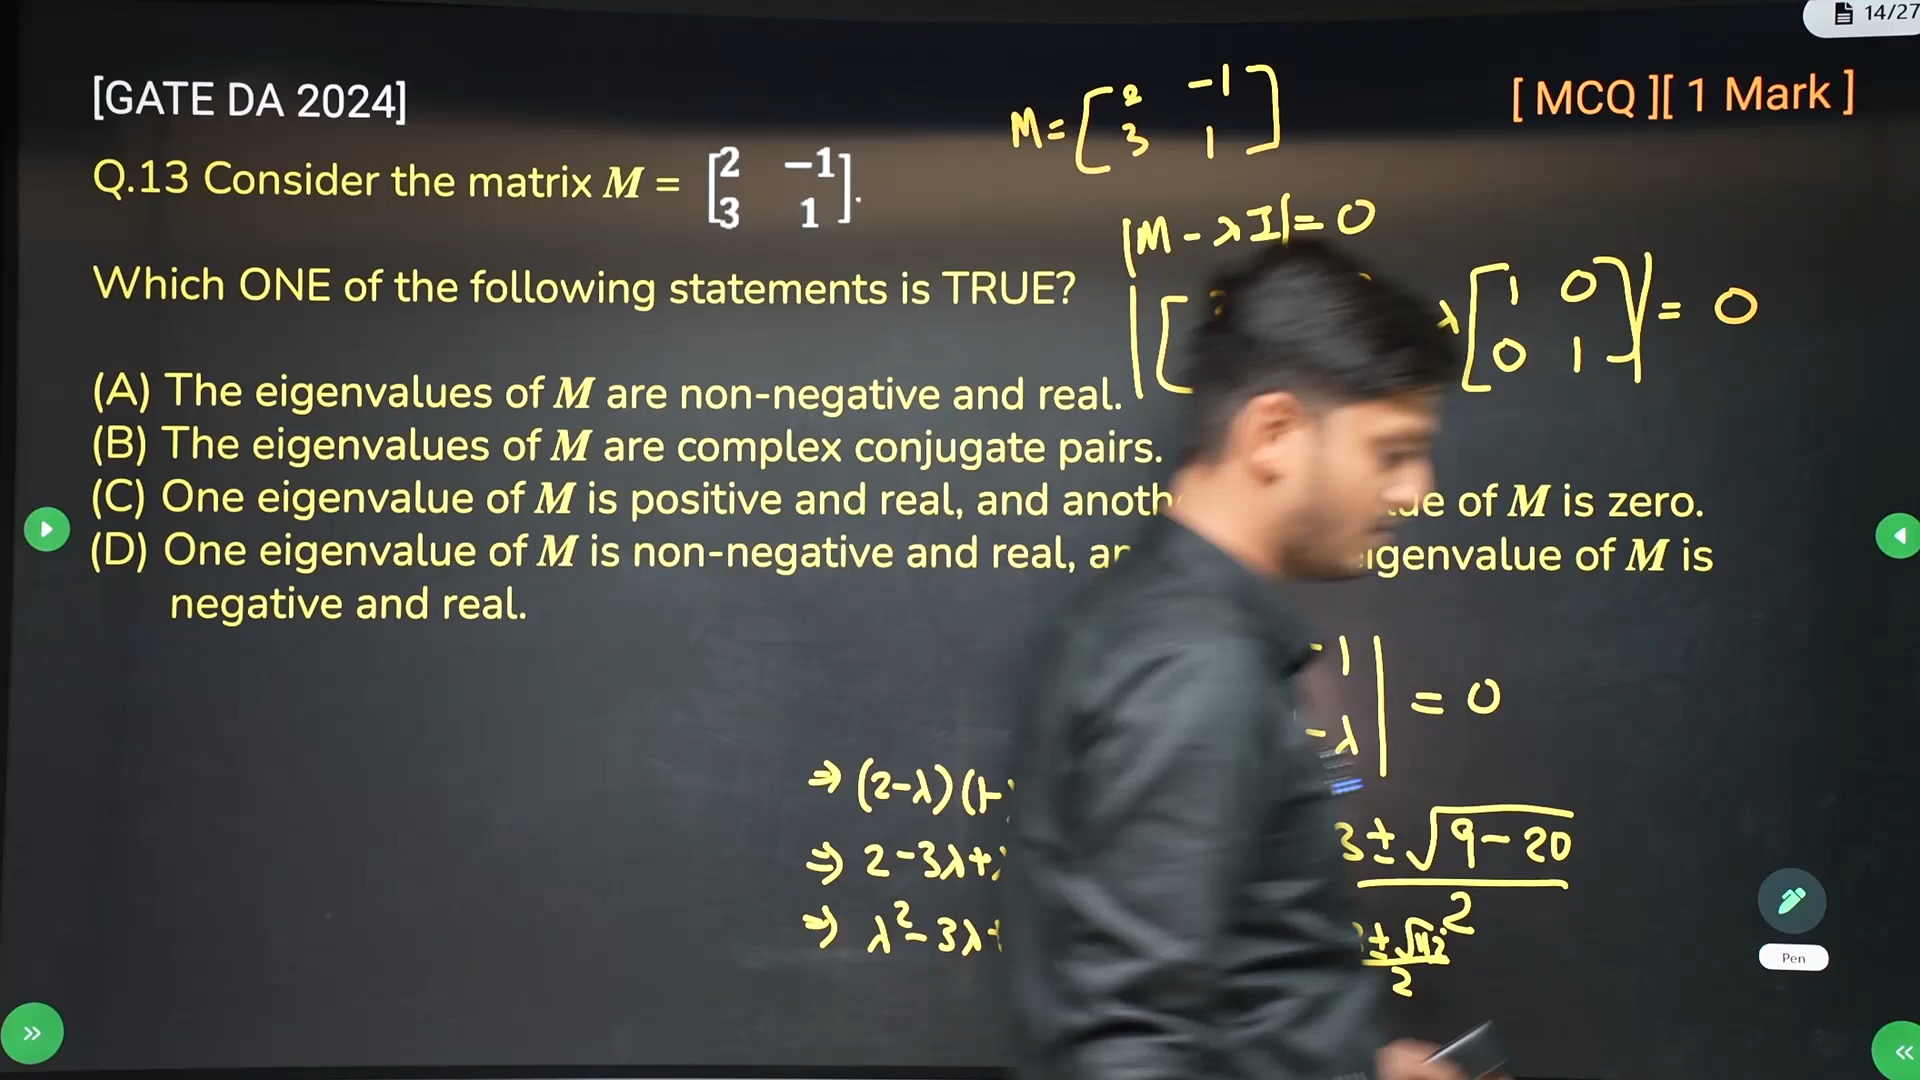 14/27
[GATE DA 2024]
[ MCQ ][ 1 Mark ]
M = [2 -1
3 1]
Q.13 Consider the matrix M = [2 −1
3 1].
|M - λI| = 0
Which ONE of the following statements is TRUE?
|[ λ [1 0
0 1]| = 0
(A) The eigenvalues of M are non-negative and real.
(B) The eigenvalues of M are complex conjugate pairs.
(C) One eigenvalue of M is positive and real, and of M is zero.
(D) One eigenvalue of M is non-negative and real, of M is
negative and real.
-1
-λ | = 0
⇒ (2-λ)(1-
3 ± √9-20
2
⇒ 2-3λ+
⇒ λ²-3λ+
± √11i
2
Pen